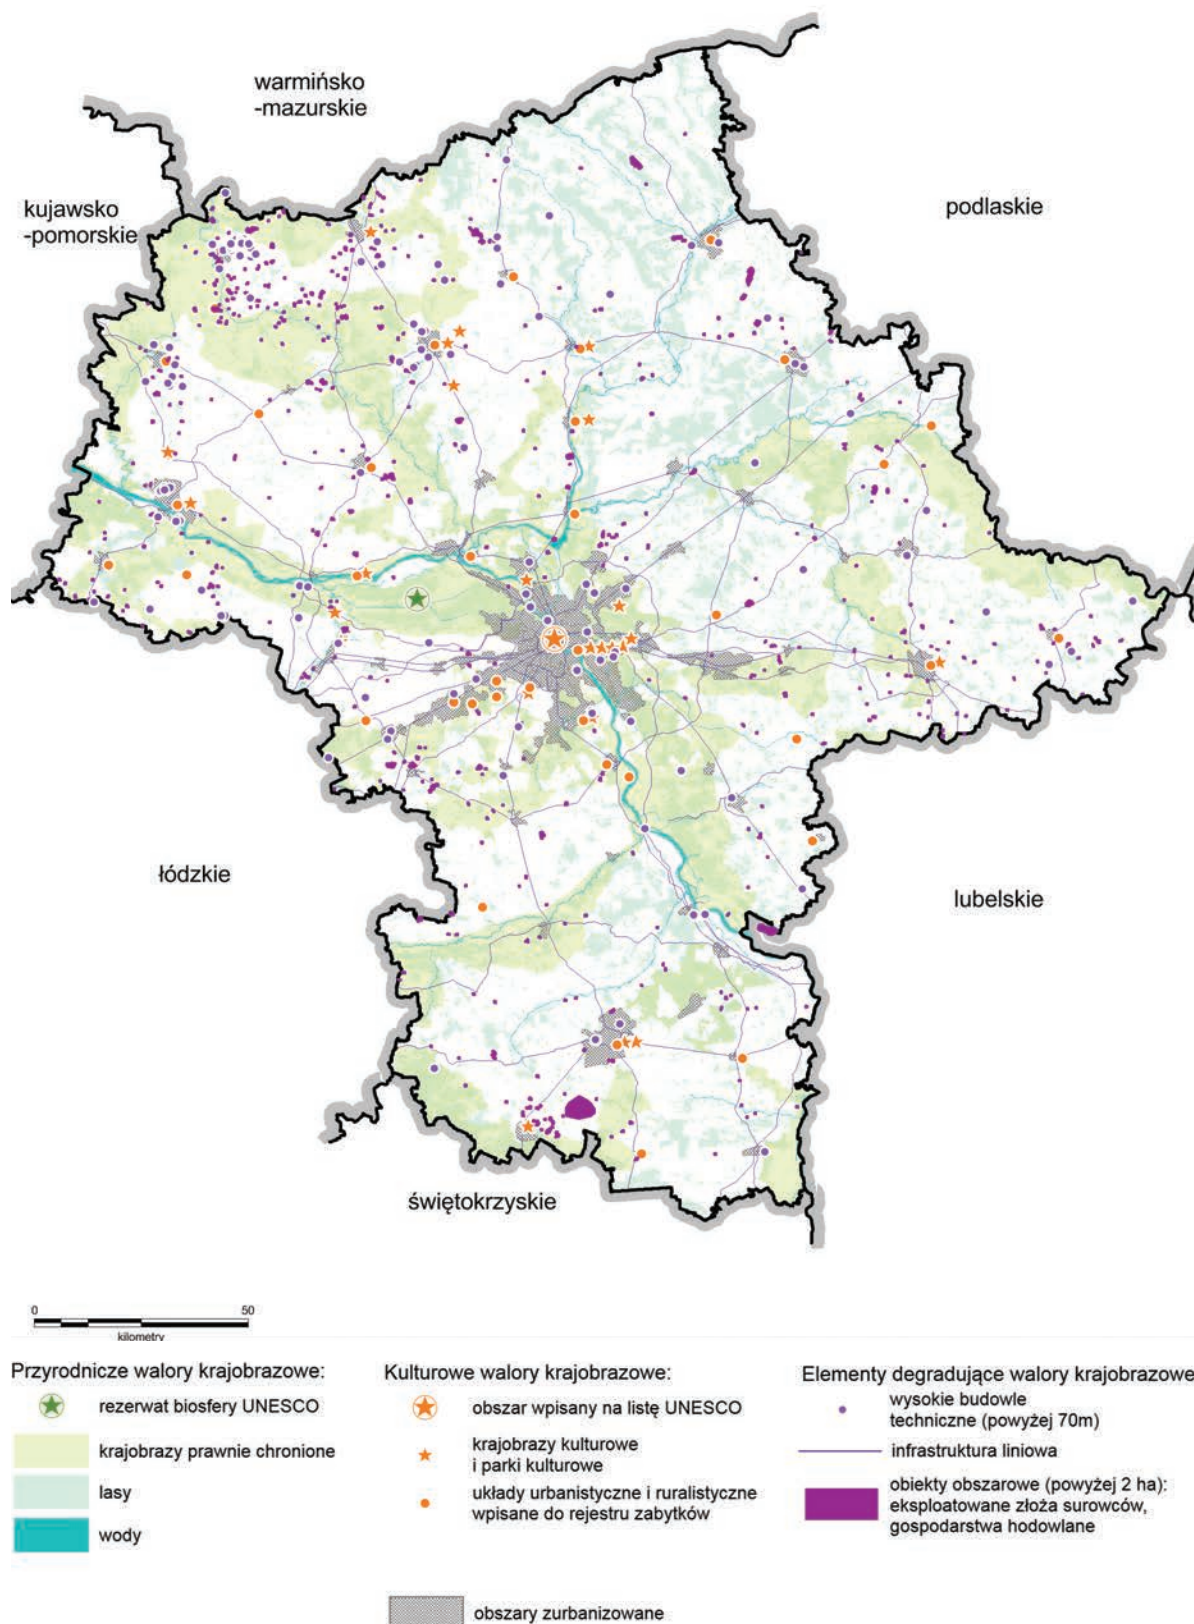 warmińsko
-mazurskie
kujawsko
-pomorskie
podlaskie
łódzkie
lubelskie
świętokrzyskie
0 50
kilometry
Przyrodnicze walory krajobrazowe:
rezerwat biosfery UNESCO
krajobrazy prawnie chronione
lasy
wody
Kulturowe walory krajobrazowe:
obszar wpisany na listę UNESCO
krajobrazy kulturowe
i parki kulturowe
układy urbanistyczne i ruralistyczne
wpisane do rejestru zabytków
obszary zurbanizowane
Elementy degradujące walory krajobrazowe
wysokie budowle
techniczne (powyżej 70m)
infrastruktura liniowa
obiekty obszarowe (powyżej 2 ha):
eksploatowane złoża surowców,
gospodarstwa hodowlane